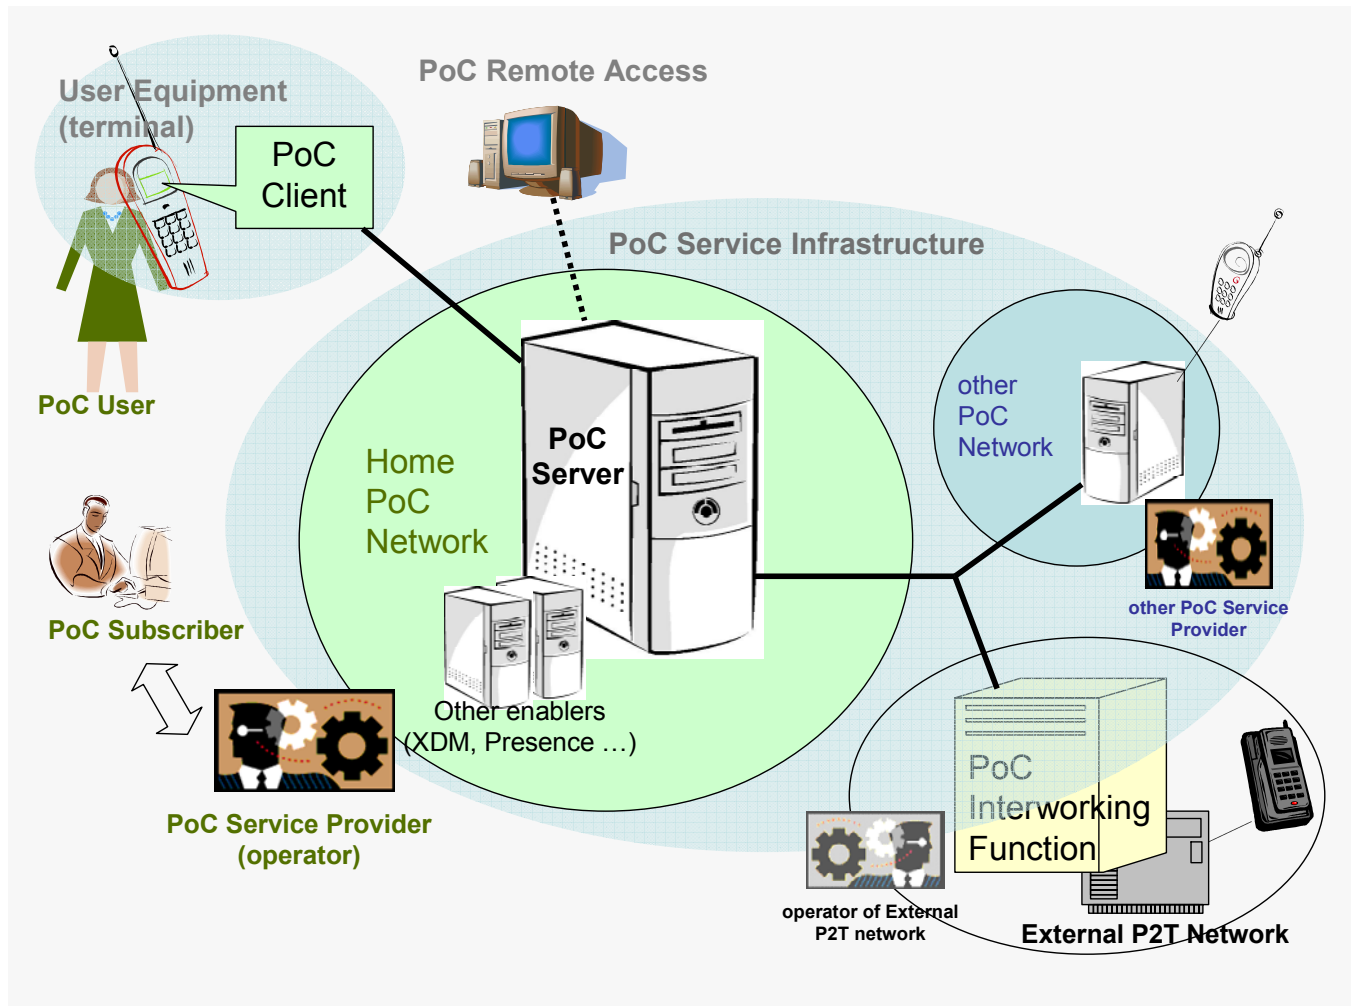 PoC Remote Access
User Equipment
(terminal)
PoC
Client
PoC Service Infrastructure
PoC User
other
PoC
Network
PoC
Server
Home
PoC
Network
PoC Subscriber
other PoC Service
Provider
Other enablers
(XDM, Presence …)
PoC
Interworking
Function
PoC Service Provider
(operator)
operator of External
P2T network
External P2T Network